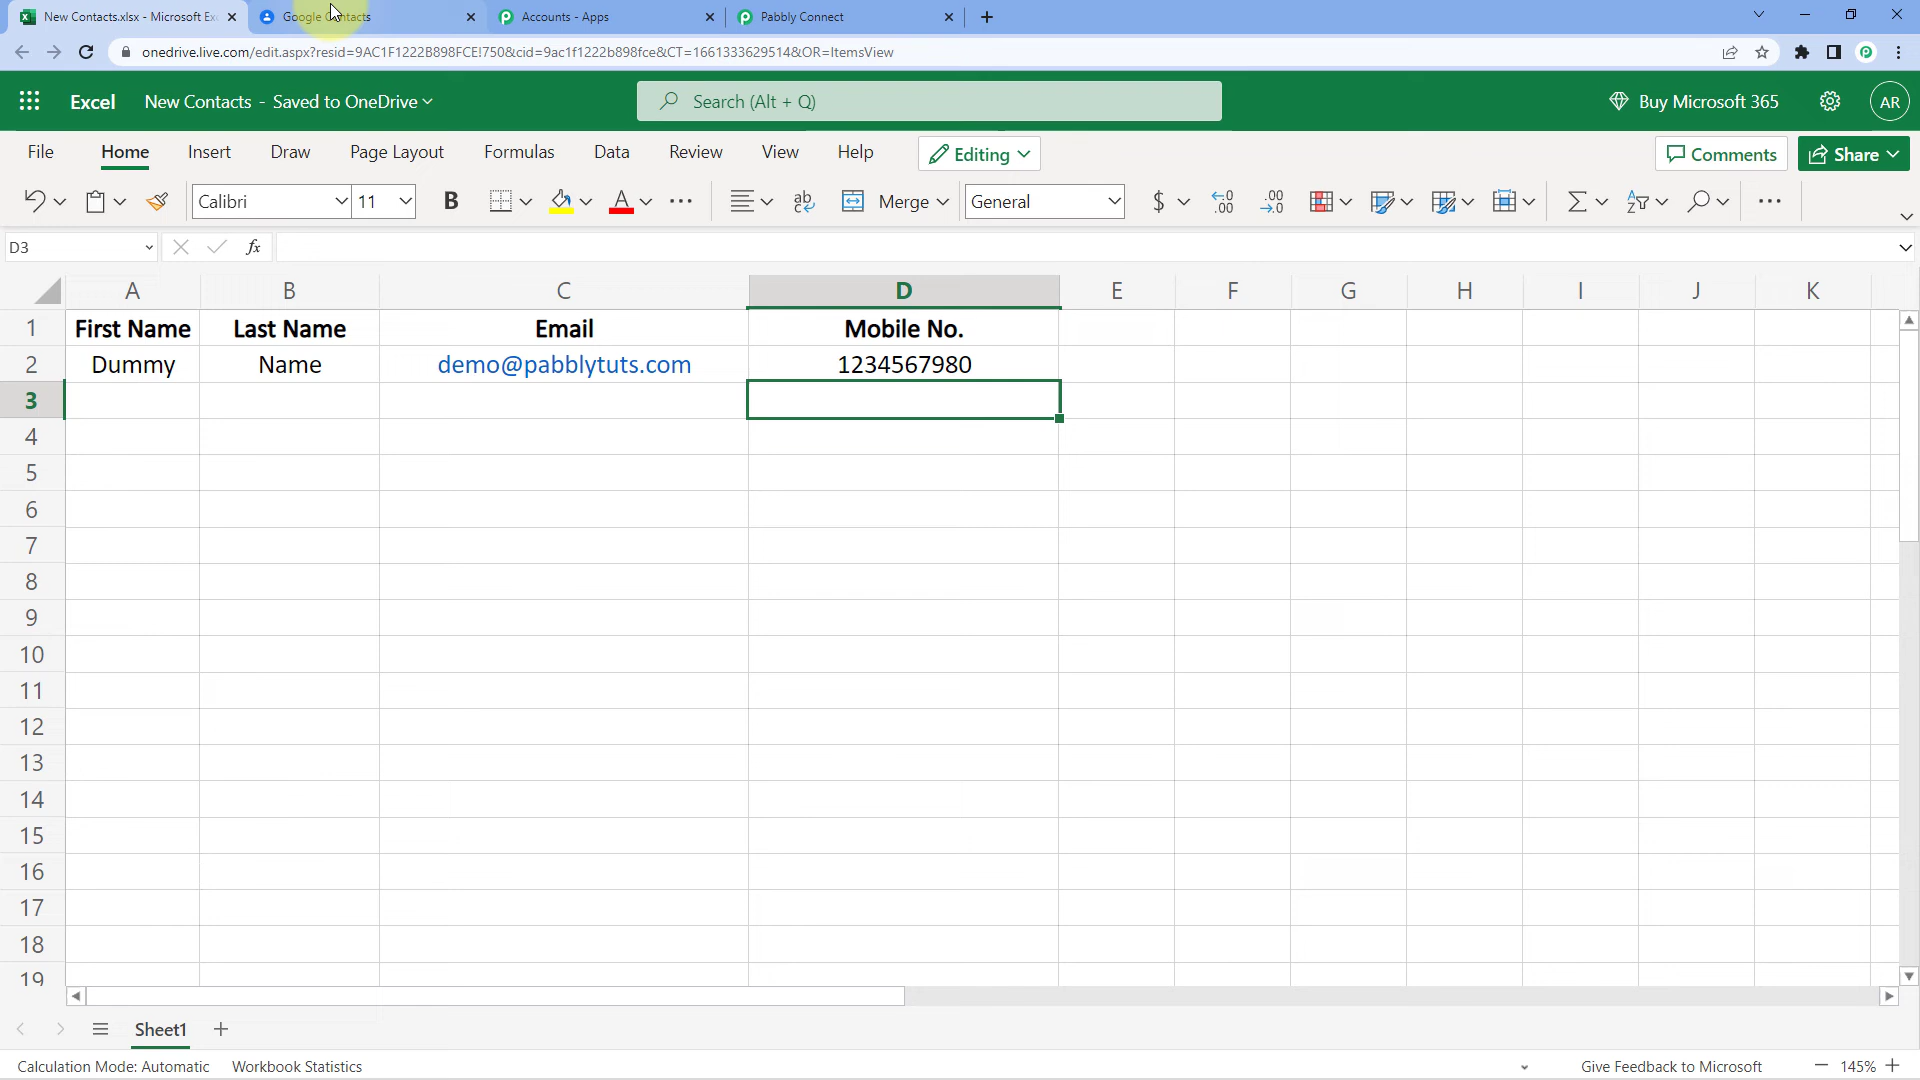 New Contacts.xlsx - Microsoft Ex
Google Contacts
Accounts - Apps
Pabbly Connect
onedrive.live.com/edit.aspx?resid=9AC1F1222B898FCE!750&cid=9ac1f1222b898fce&CT=1661333629514&OR=ItemsView
Excel New Contacts - Saved to OneDrive
Search (Alt + Q)
Buy Microsoft 365
AR
File Home Insert Draw Page Layout Formulas Data Review View Help Editing Comments Share
Calibri 11 B A ab Merge General $ .00 .00
D3 fx
A B C D E F G H I J K
1 First Name Last Name Email Mobile No.
2 Dummy Name demo@pabblytuts.com 1234567980
3
4
5
6
7
8
9
10
11
12
13
14
15
16
17
18
19
Sheet1
Calculation Mode: Automatic Workbook Statistics Give Feedback to Microsoft 145%